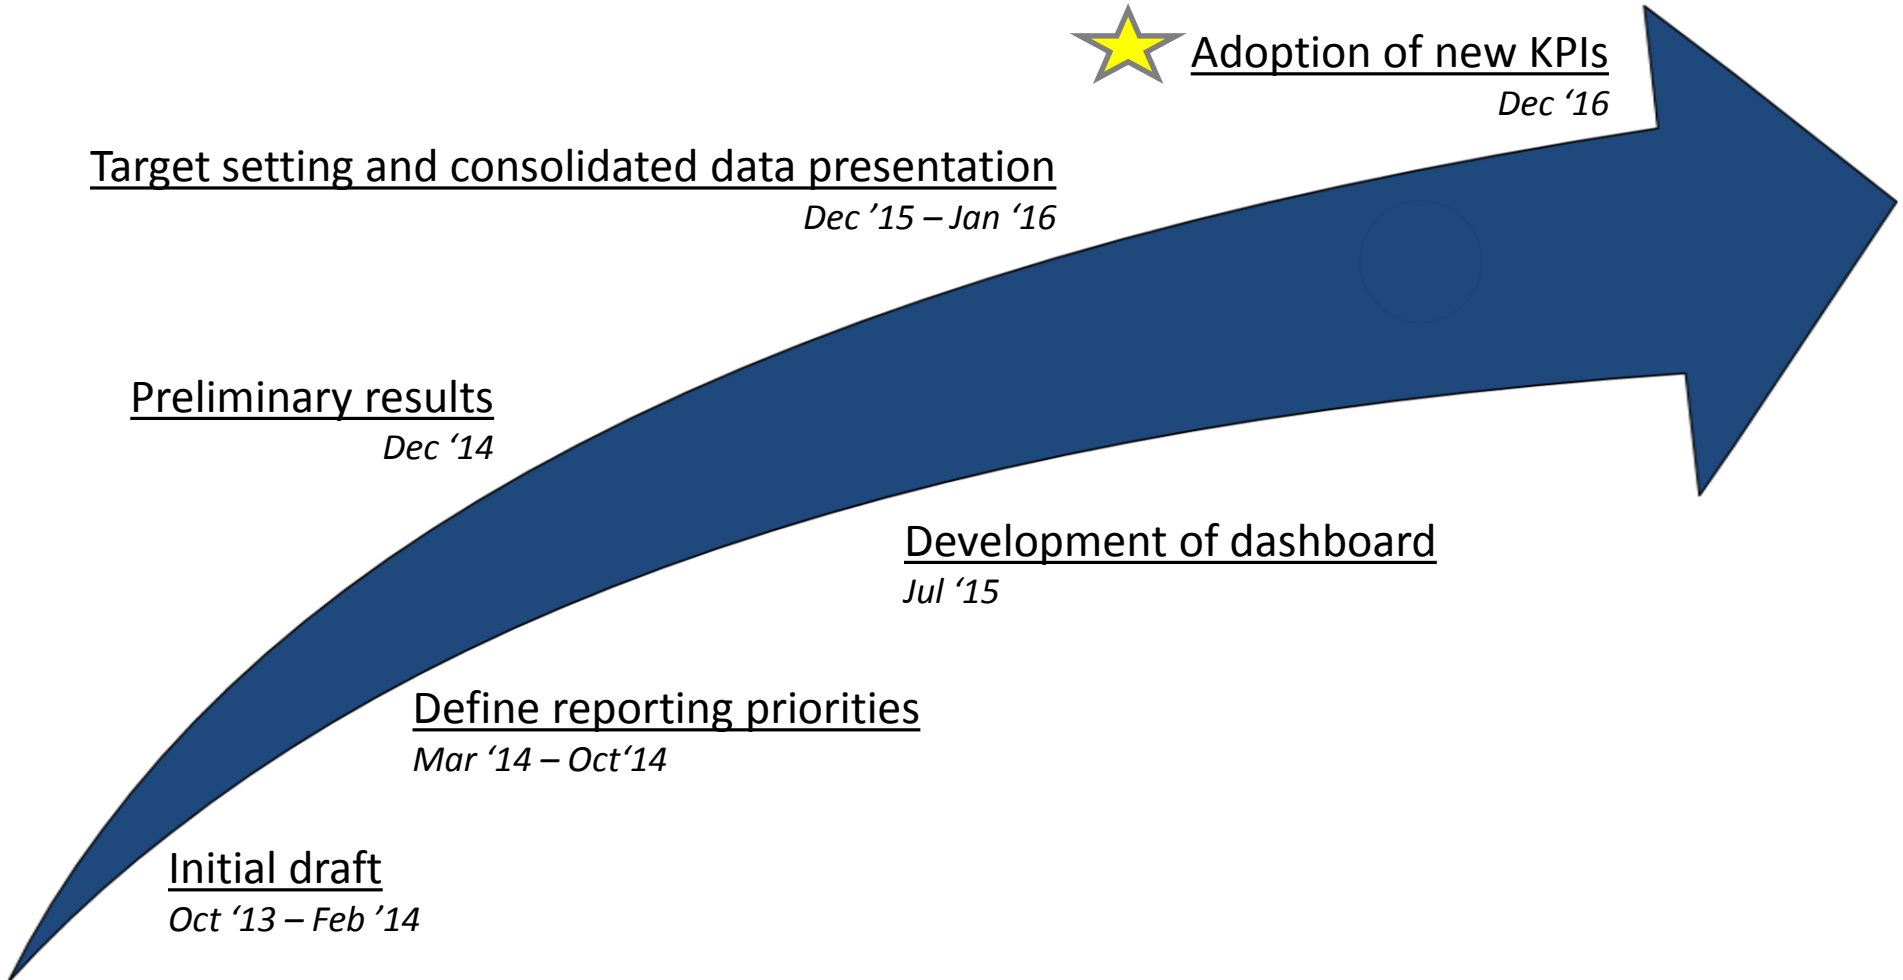 Adoption of new KPIs
Dec ‘16
Target setting and consolidated data presentation
Dec ’15 – Jan ‘16
Preliminary results
Dec ‘14
Development of dashboard
Jul ‘15
Define reporting priorities
Mar ‘14 – Oct‘14
Initial draft
Oct ‘13 – Feb ’14